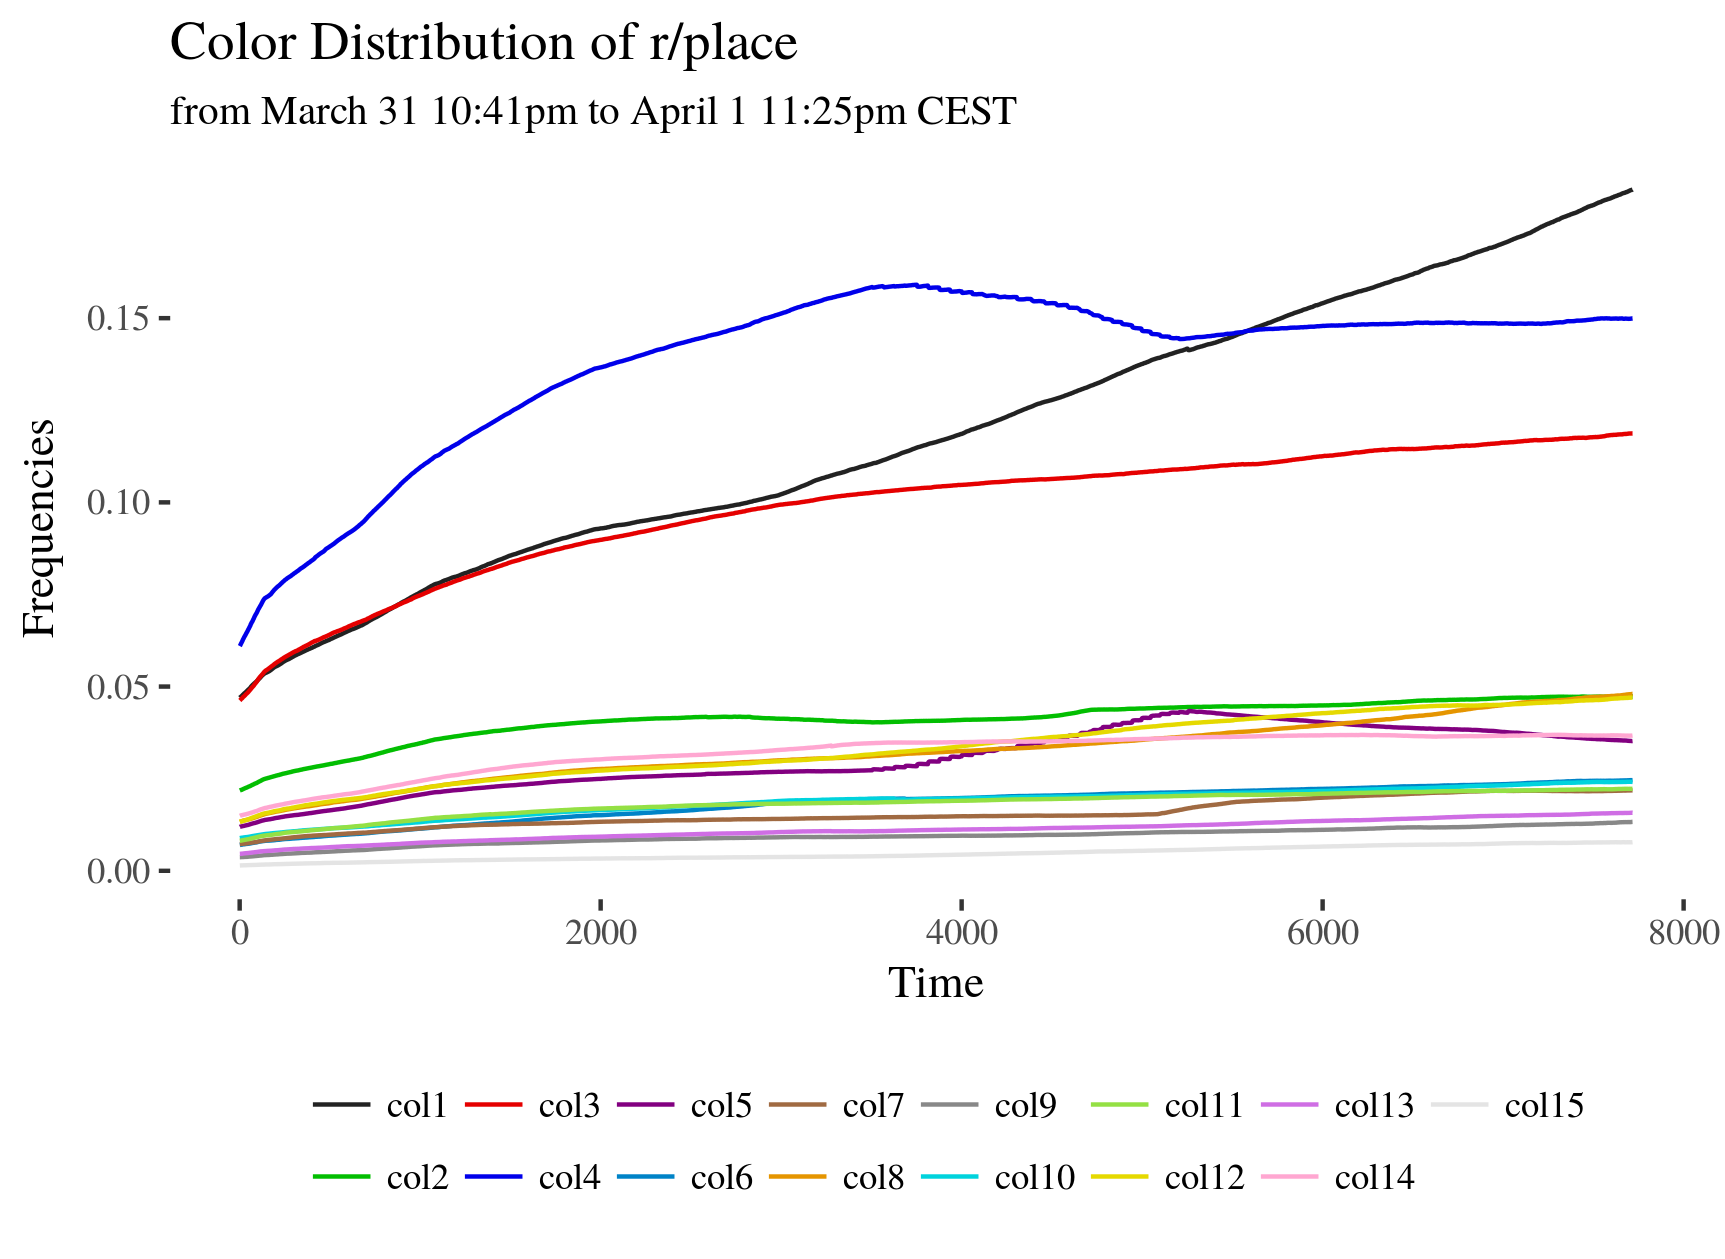 Color Distribution of r/place
from March 31 10:41pm to April 1 11:25pm CEST
Frequencies
0.15
0.10
0.05
0.00
0 2000 4000 6000 8000
Time
col1 col3 col5 col7 col9 col11 col13 col15
col2 col4 col6 col8 col10 col12 col14